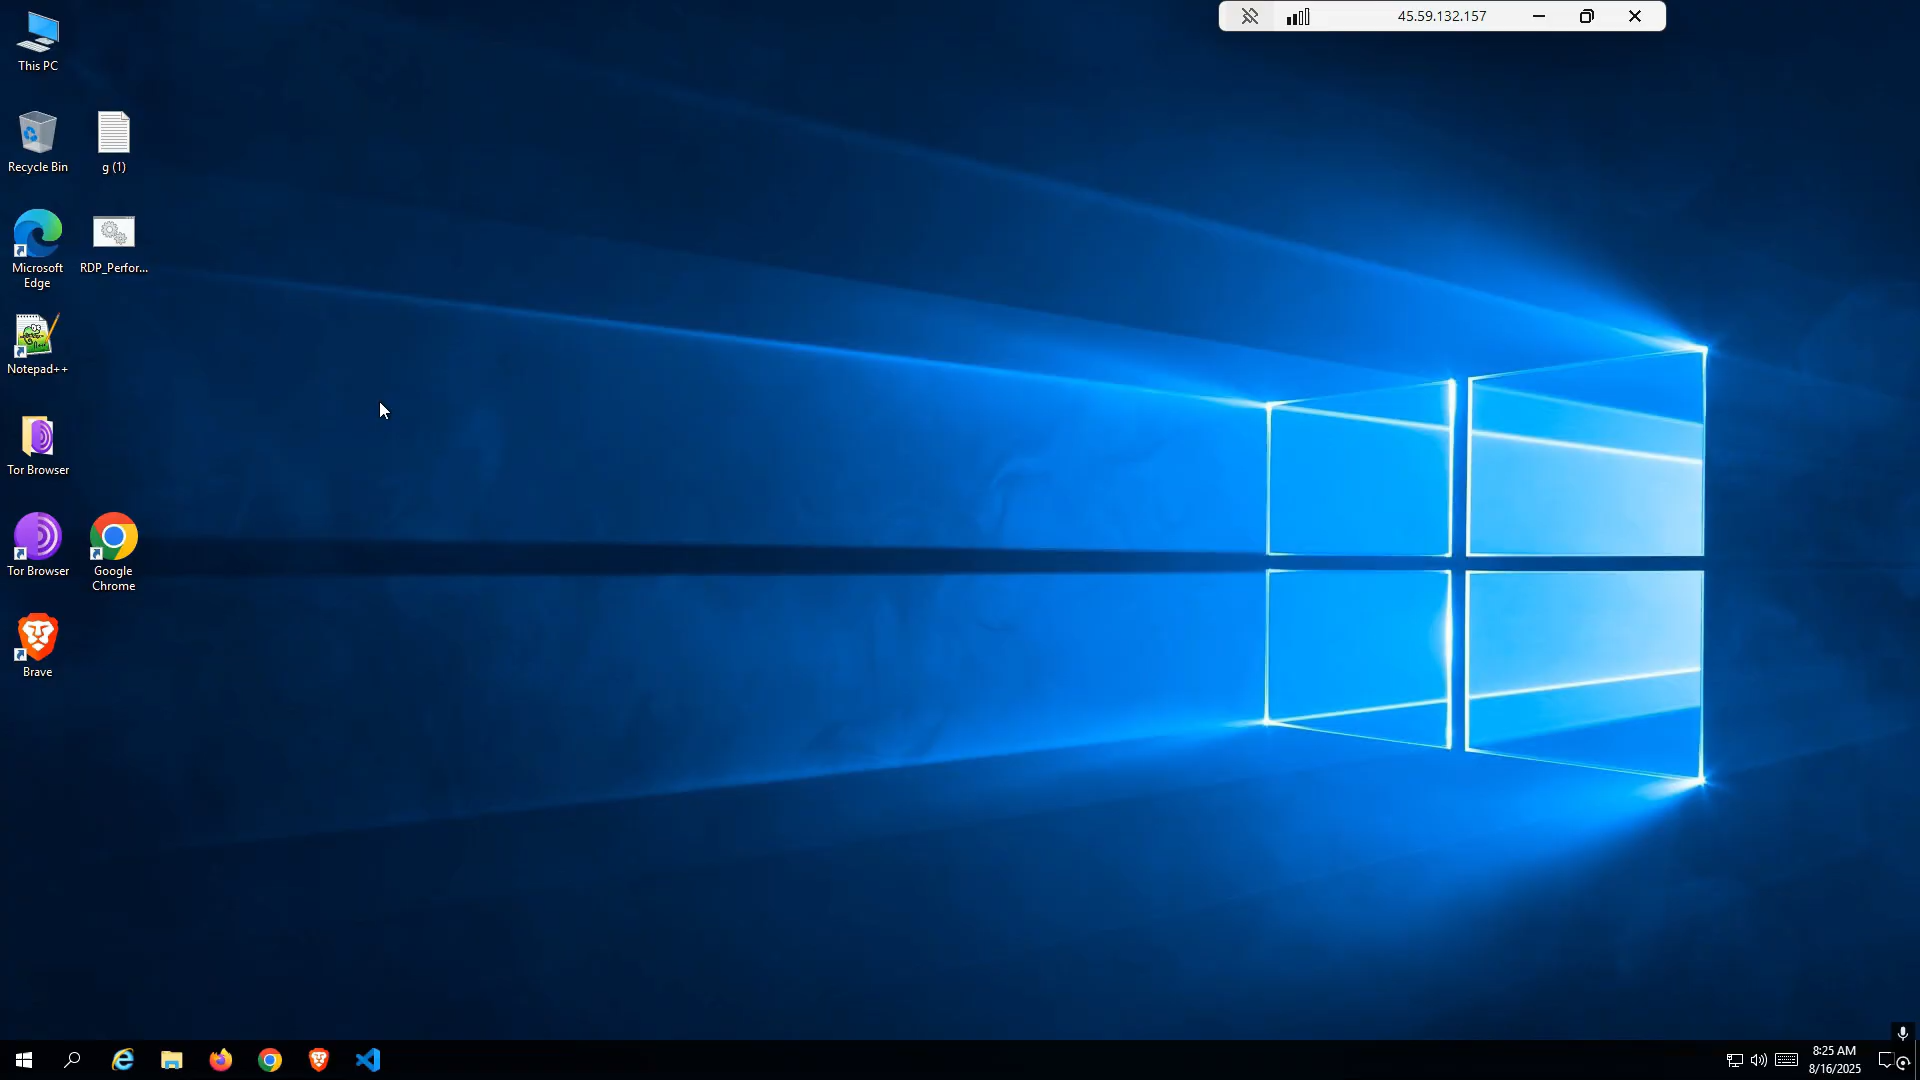 45.59.132.157
This PC
Recycle Bin
g (1)
Microsoft
Edge
RDP_Perfor...
Notepad++
Tor Browser
Tor Browser
Google
Chrome
Brave
8:25 AM
8/16/2025